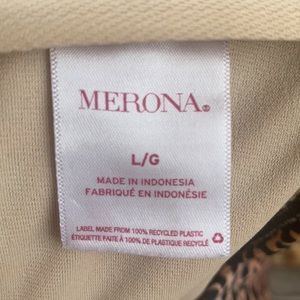 MERONA®
L/G
MADE IN INDONESIA
FABRIQUÉ EN INDONÉSIE
LABEL MADE FROM 100% RECYCLED PLASTIC
ÉTIQUETTE FAITE À 100% DE PLASTIQUE RECYCLÉ